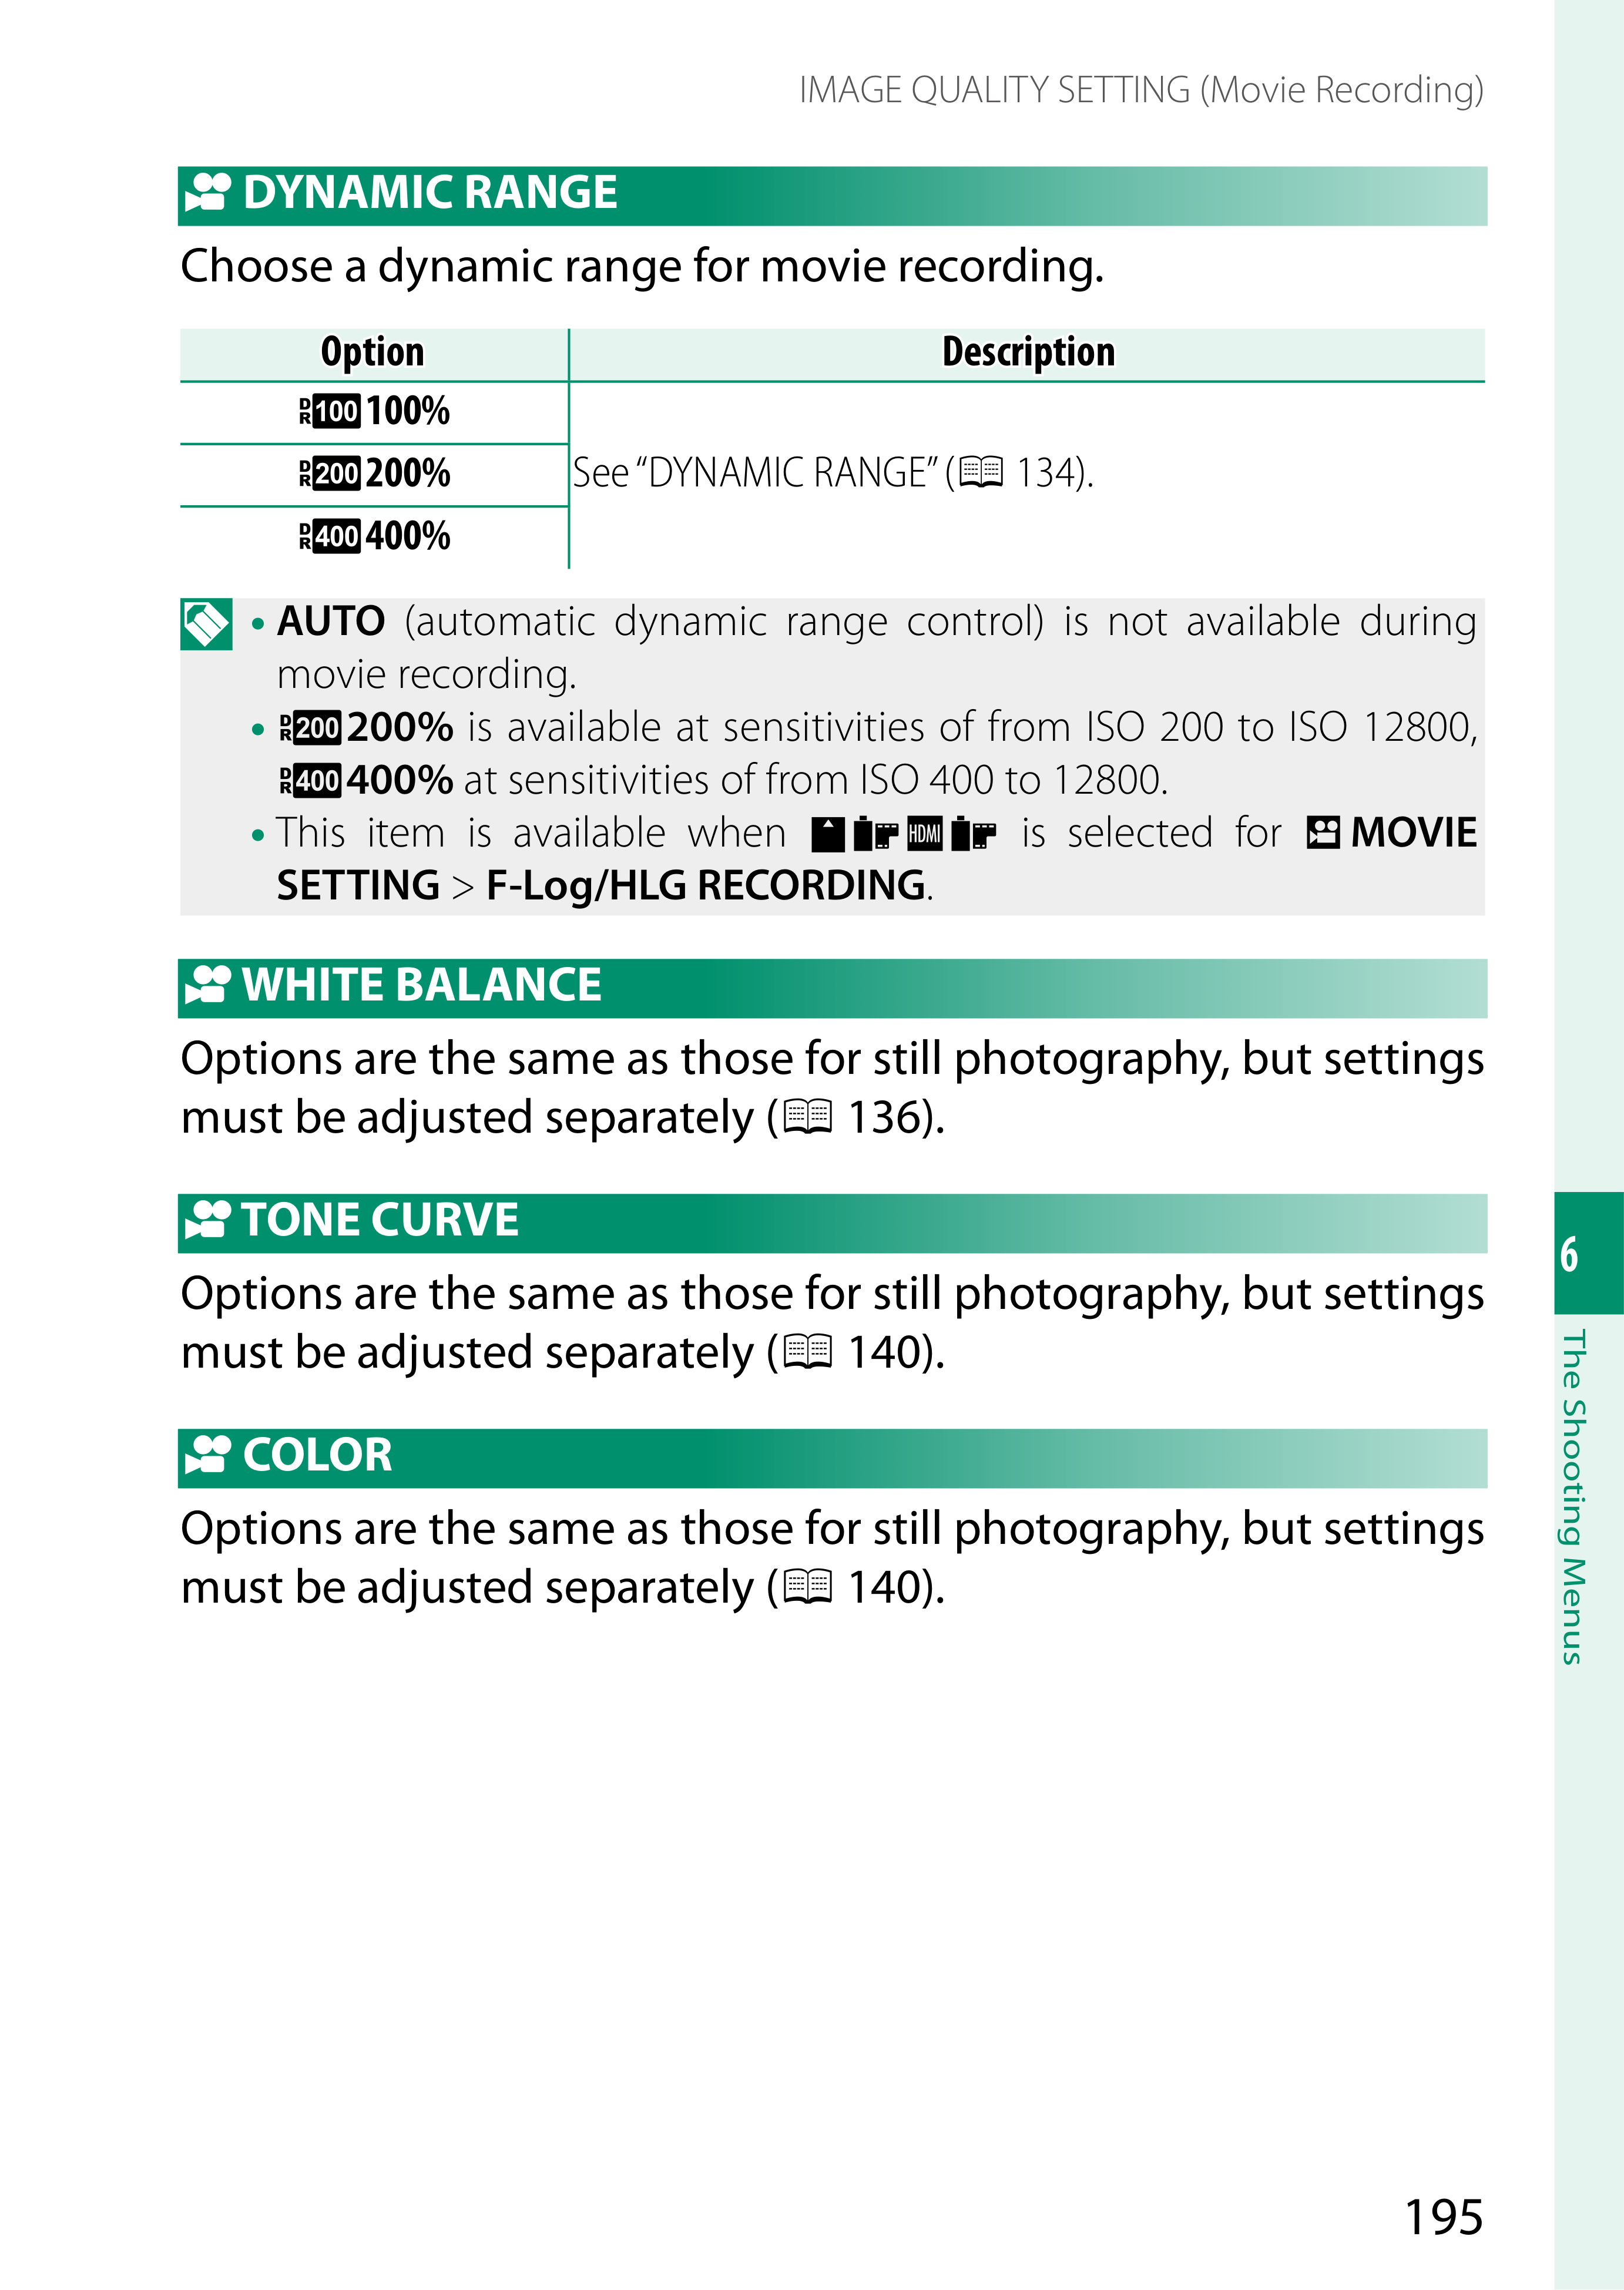 IMAGE QUALITY SETTING (Movie Recording)
DYNAMIC RANGE
Choose a dynamic range for movie recording.
Option Description
DR100 100%
DR200 200% See “DYNAMIC RANGE” ( 134).
DR400 400%
• AUTO (automatic dynamic range control) is not available during
movie recording.
• DR200 200% is available at sensitivities of from ISO 200 to ISO 12800,
DR400 400% at sensitivities of from ISO 400 to 12800.
• This item is available when HDMI is selected for MOVIE
SETTING > F-Log/HLG RECORDING.
WHITE BALANCE
Options are the same as those for still photography, but settings
must be adjusted separately ( 136).
TONE CURVE
Options are the same as those for still photography, but settings
must be adjusted separately ( 140).
COLOR
Options are the same as those for still photography, but settings
must be adjusted separately ( 140).
6
The Shooting Menus
195